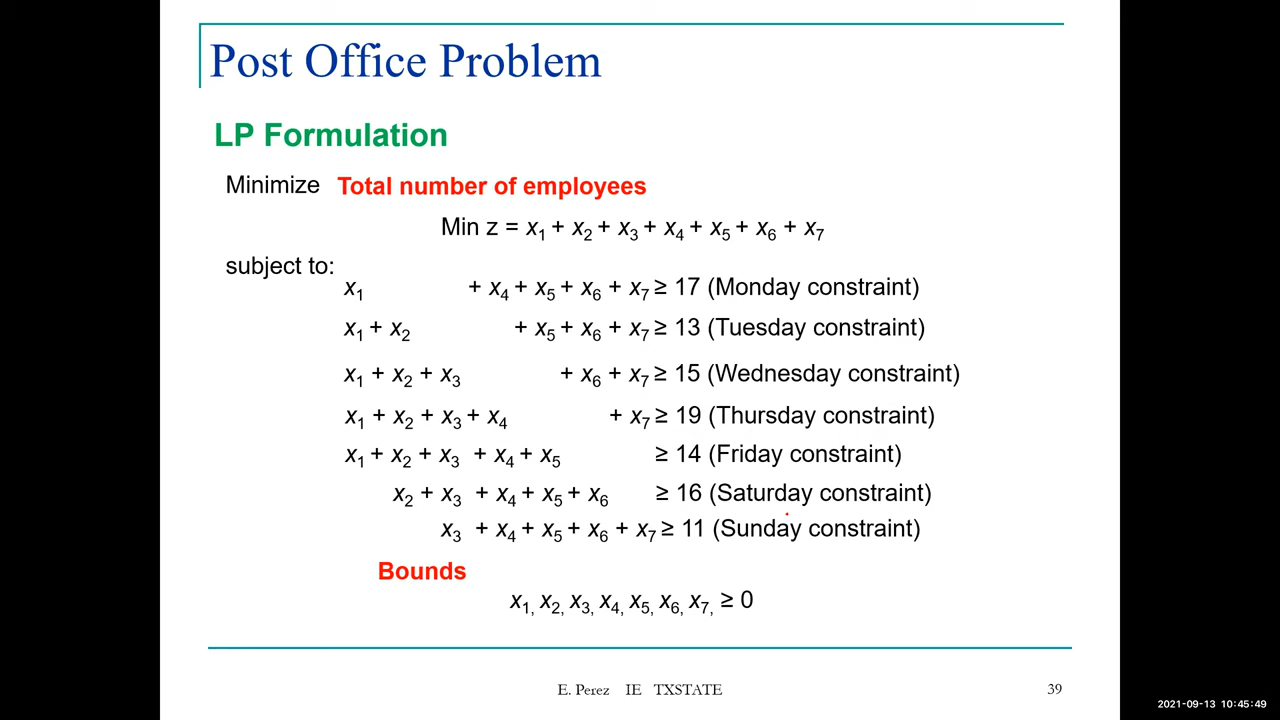 Post Office Problem
LP Formulation
Minimize Total number of employees
Min z = x1 + x2 + x3 + x4 + x5 + x6 + x7
subject to:
x1 + x4 + x5 + x6 + x7 ≥ 17 (Monday constraint)
x1 + x2 + x5 + x6 + x7 ≥ 13 (Tuesday constraint)
x1 + x2 + x3 + x6 + x7 ≥ 15 (Wednesday constraint)
x1 + x2 + x3 + x4 + x7 ≥ 19 (Thursday constraint)
x1 + x2 + x3 + x4 + x5 ≥ 14 (Friday constraint)
x2 + x3 + x4 + x5 + x6 ≥ 16 (Saturday constraint)
x3 + x4 + x5 + x6 + x7 ≥ 11 (Sunday constraint)
Bounds
x1, x2, x3, x4, x5, x6, x7, ≥ 0
E. Perez IE TXSTATE 39
2021-09-13 10:45:49